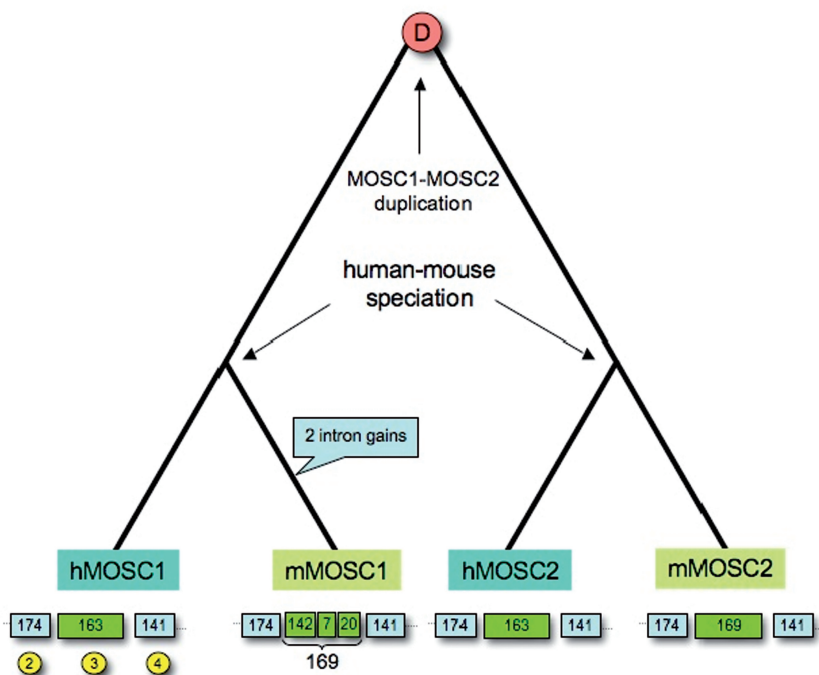 D
MOSC1-MOSC2
duplication
human-mouse
speciation
2 intron gains
hMOSC1 mMOSC1 hMOSC2 mMOSC2
174 163 141 174 142 7 20 141 174 163 141 174 169 141
2 3 4 169